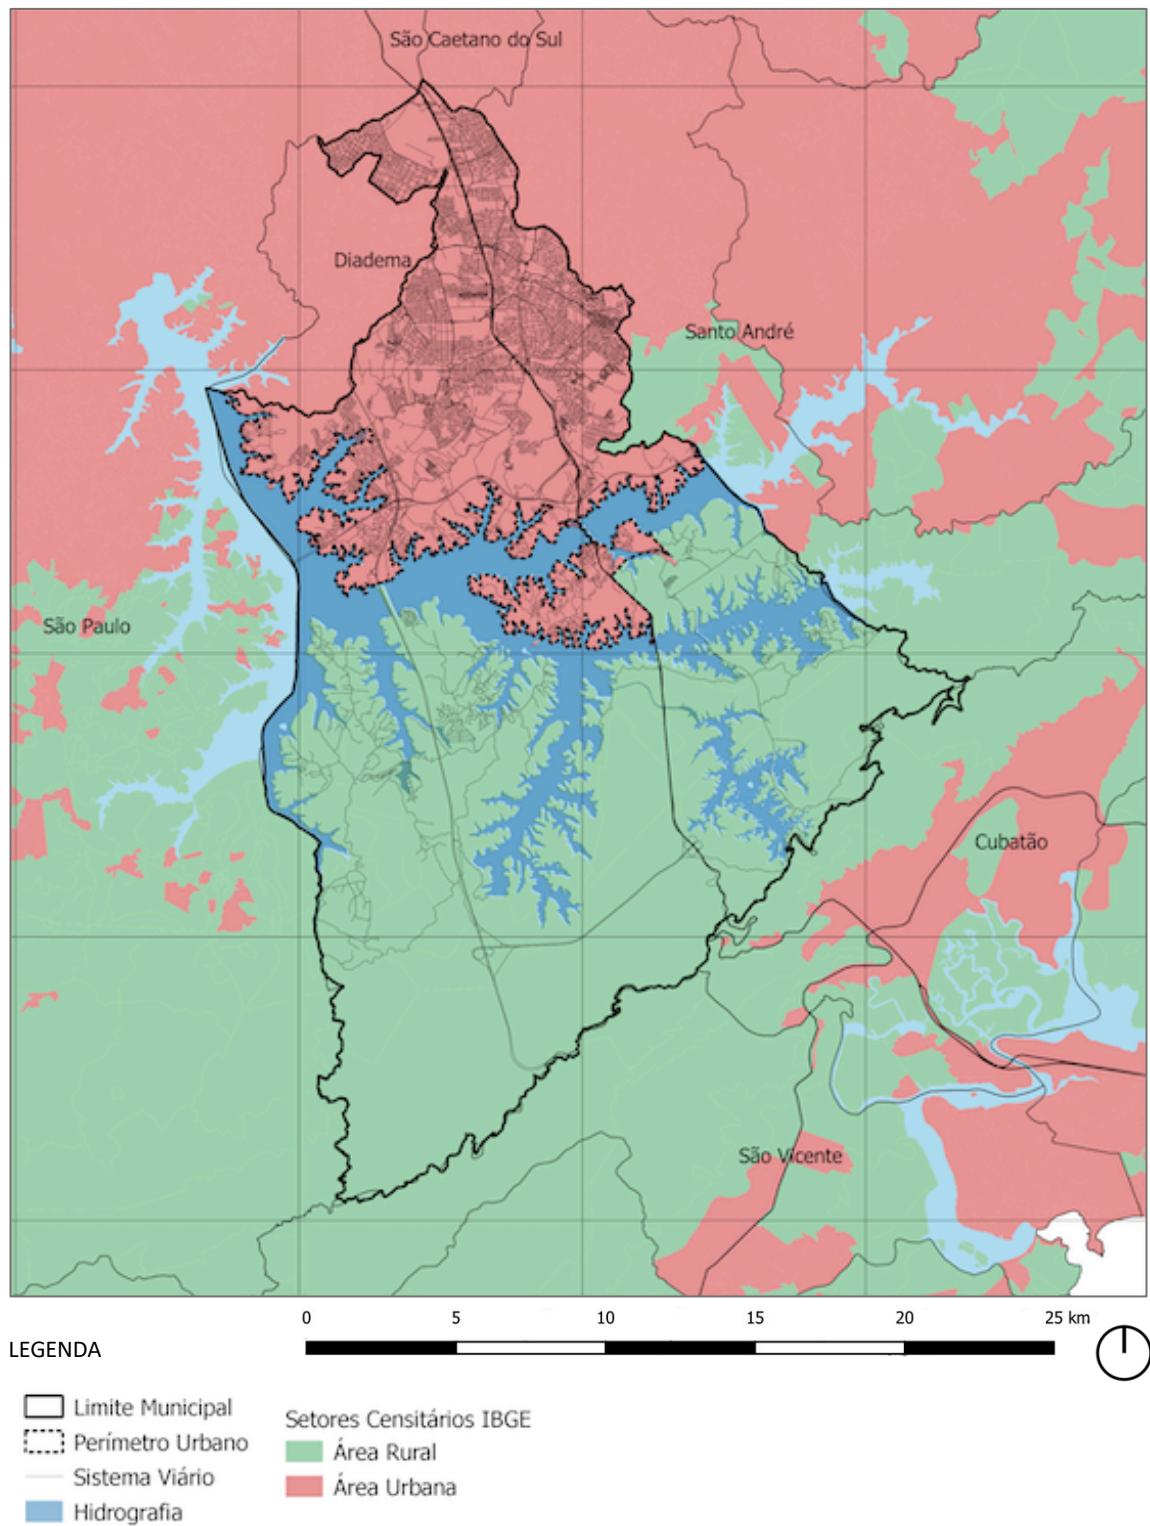 São Caetano do Sul
Diadema
Santo André
São Paulo
Cubatão
São Vicente
0 5 10 15 20 25 km
LEGENDA
Limite Municipal
Perímetro Urbano
Sistema Viário
Hidrografia
Setores Censitários IBGE
Área Rural
Área Urbana